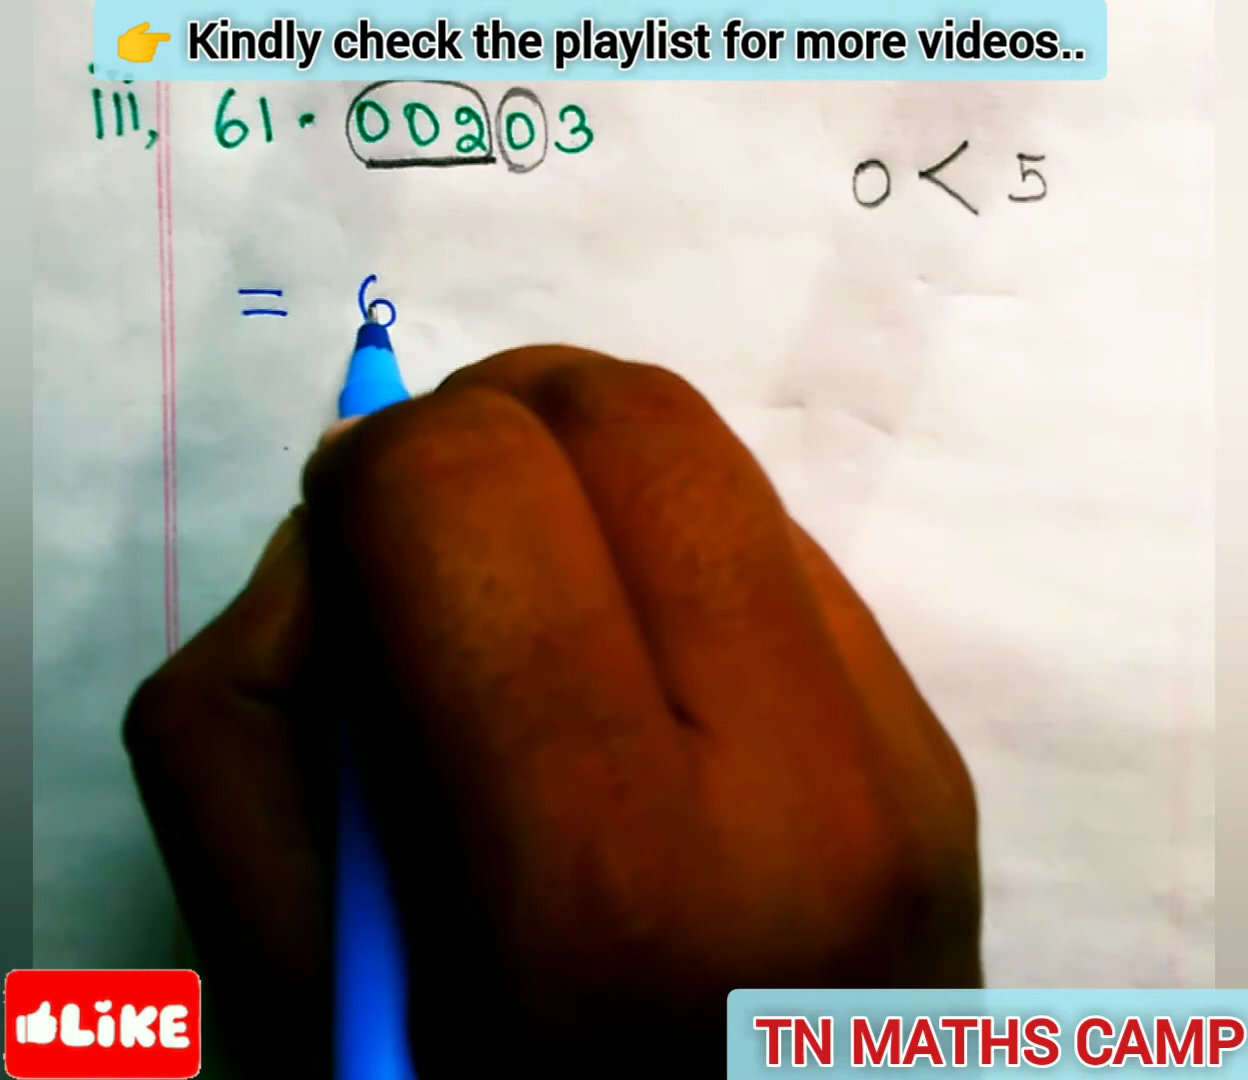 👉 Kindly check the playlist for more videos..
iii, 61.00203
0 < 5
= 6
LiKE
TN MATHS CAMP